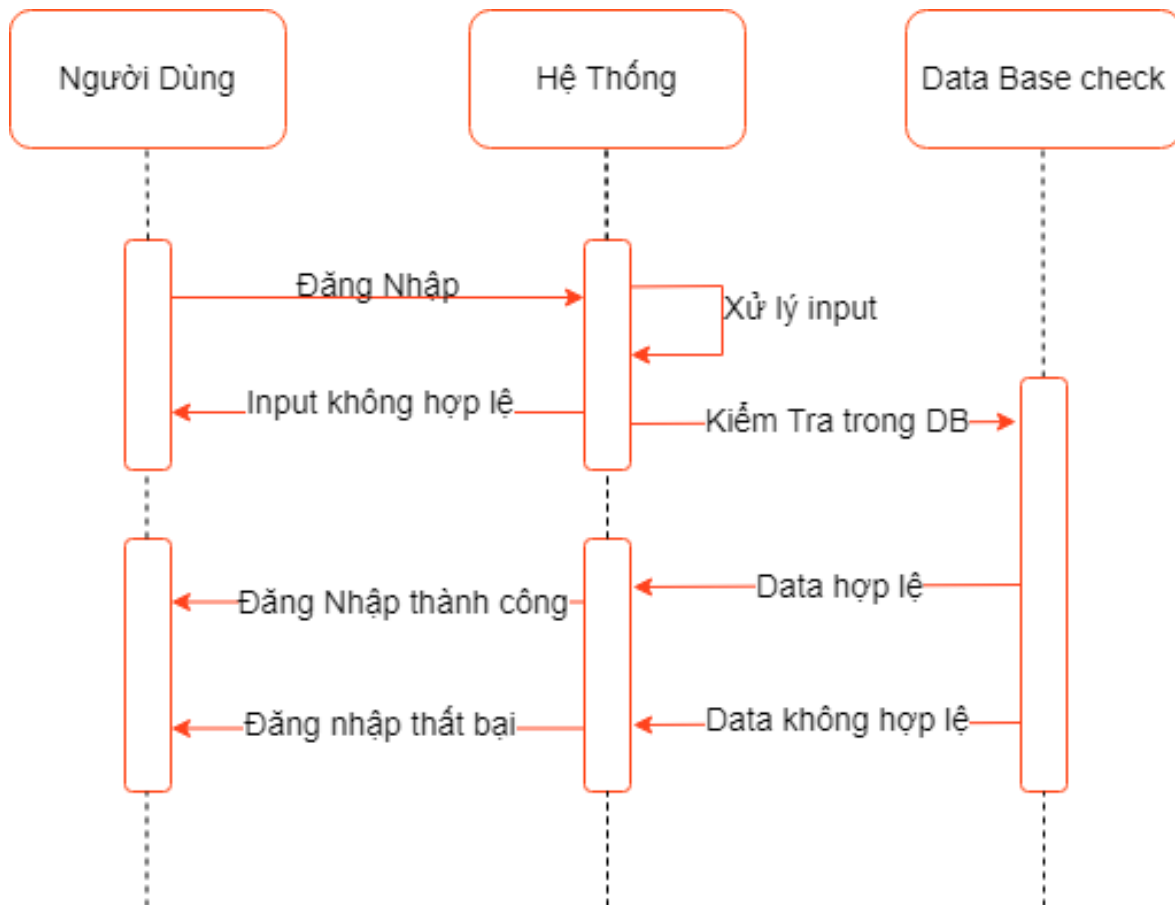 Người Dùng
Hệ Thống
Data Base check
Đăng Nhập
Xử lý input
Input không hợp lệ
Kiểm Tra trong DB
Data hợp lệ
Đăng Nhập thành công
Data không hợp lệ
Đăng nhập thất bại